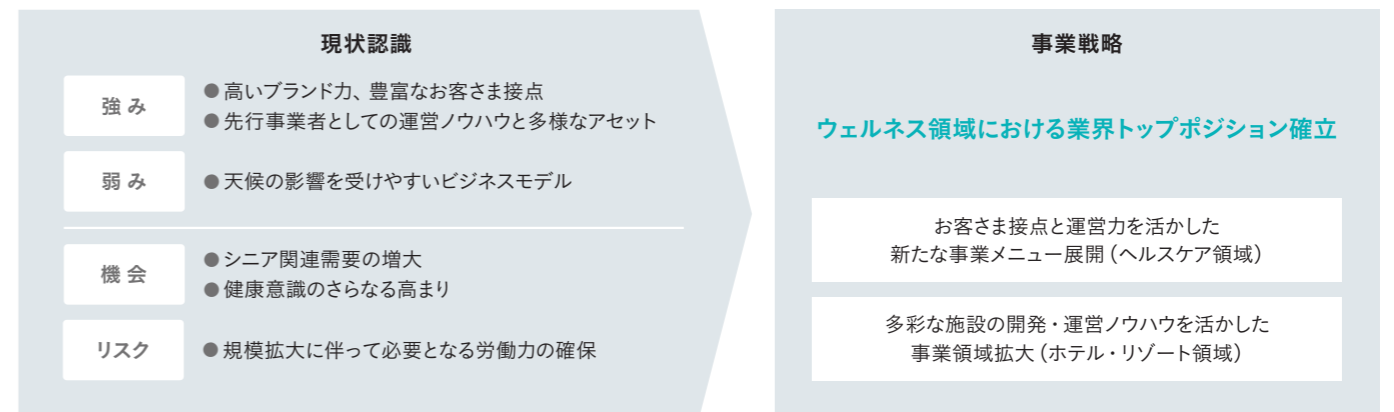 現状認識
強み
●高いブランド力、豊富なお客さま接点
●先行事業者としての運営ノウハウと多様なアセット
弱み
●天候の影響を受けやすいビジネスモデル
機会
●シニア関連需要の増大
●健康意識のさらなる高まり
リスク
●規模拡大に伴って必要となる労働力の確保
事業戦略
ウェルネス領域における業界トップポジション確立
お客さま接点と運営力を活かした
新たな事業メニュー展開(ヘルスケア領域)
多彩な施設の開発・運営ノウハウを活かした
事業領域拡大(ホテル・リゾート領域)